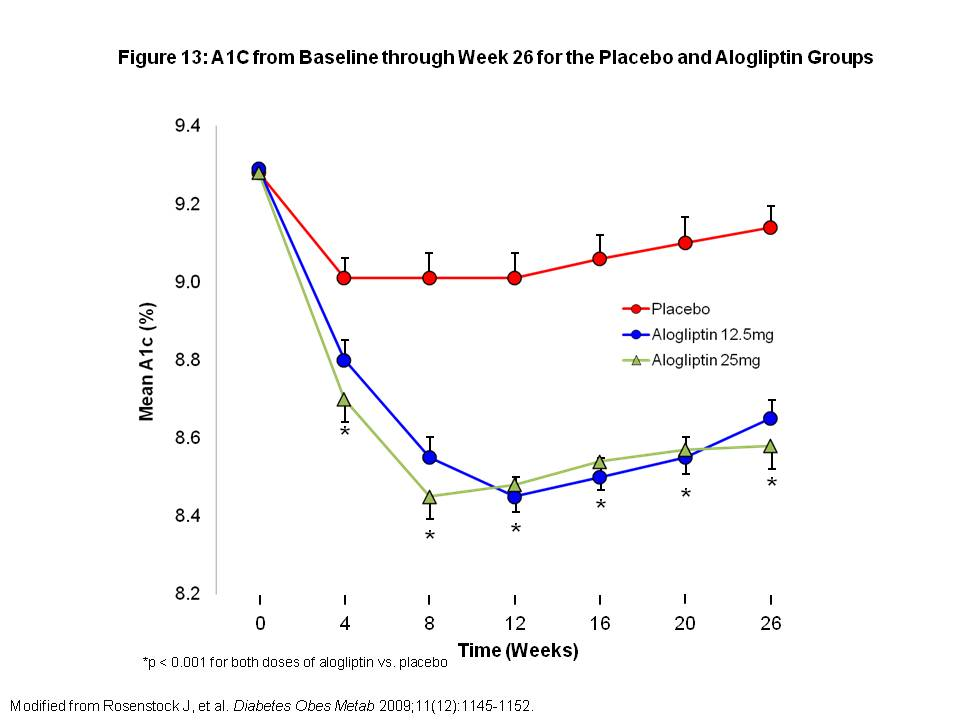 Figure 13: A1C from Baseline through Week 26 for the Placebo and Alogliptin Groups
9.4
9.2
9.0
8.8
8.6
8.4
8.2
Mean A1c (%)
Placebo
Alogliptin 12.5mg
Alogliptin 25mg
*
*
*
*
*
*
0 4 8 12 16 20 26
Time (Weeks)
*p < 0.001 for both doses of alogliptin vs. placebo
Modified from Rosenstock J, et al. Diabetes Obes Metab 2009;11(12):1145-1152.